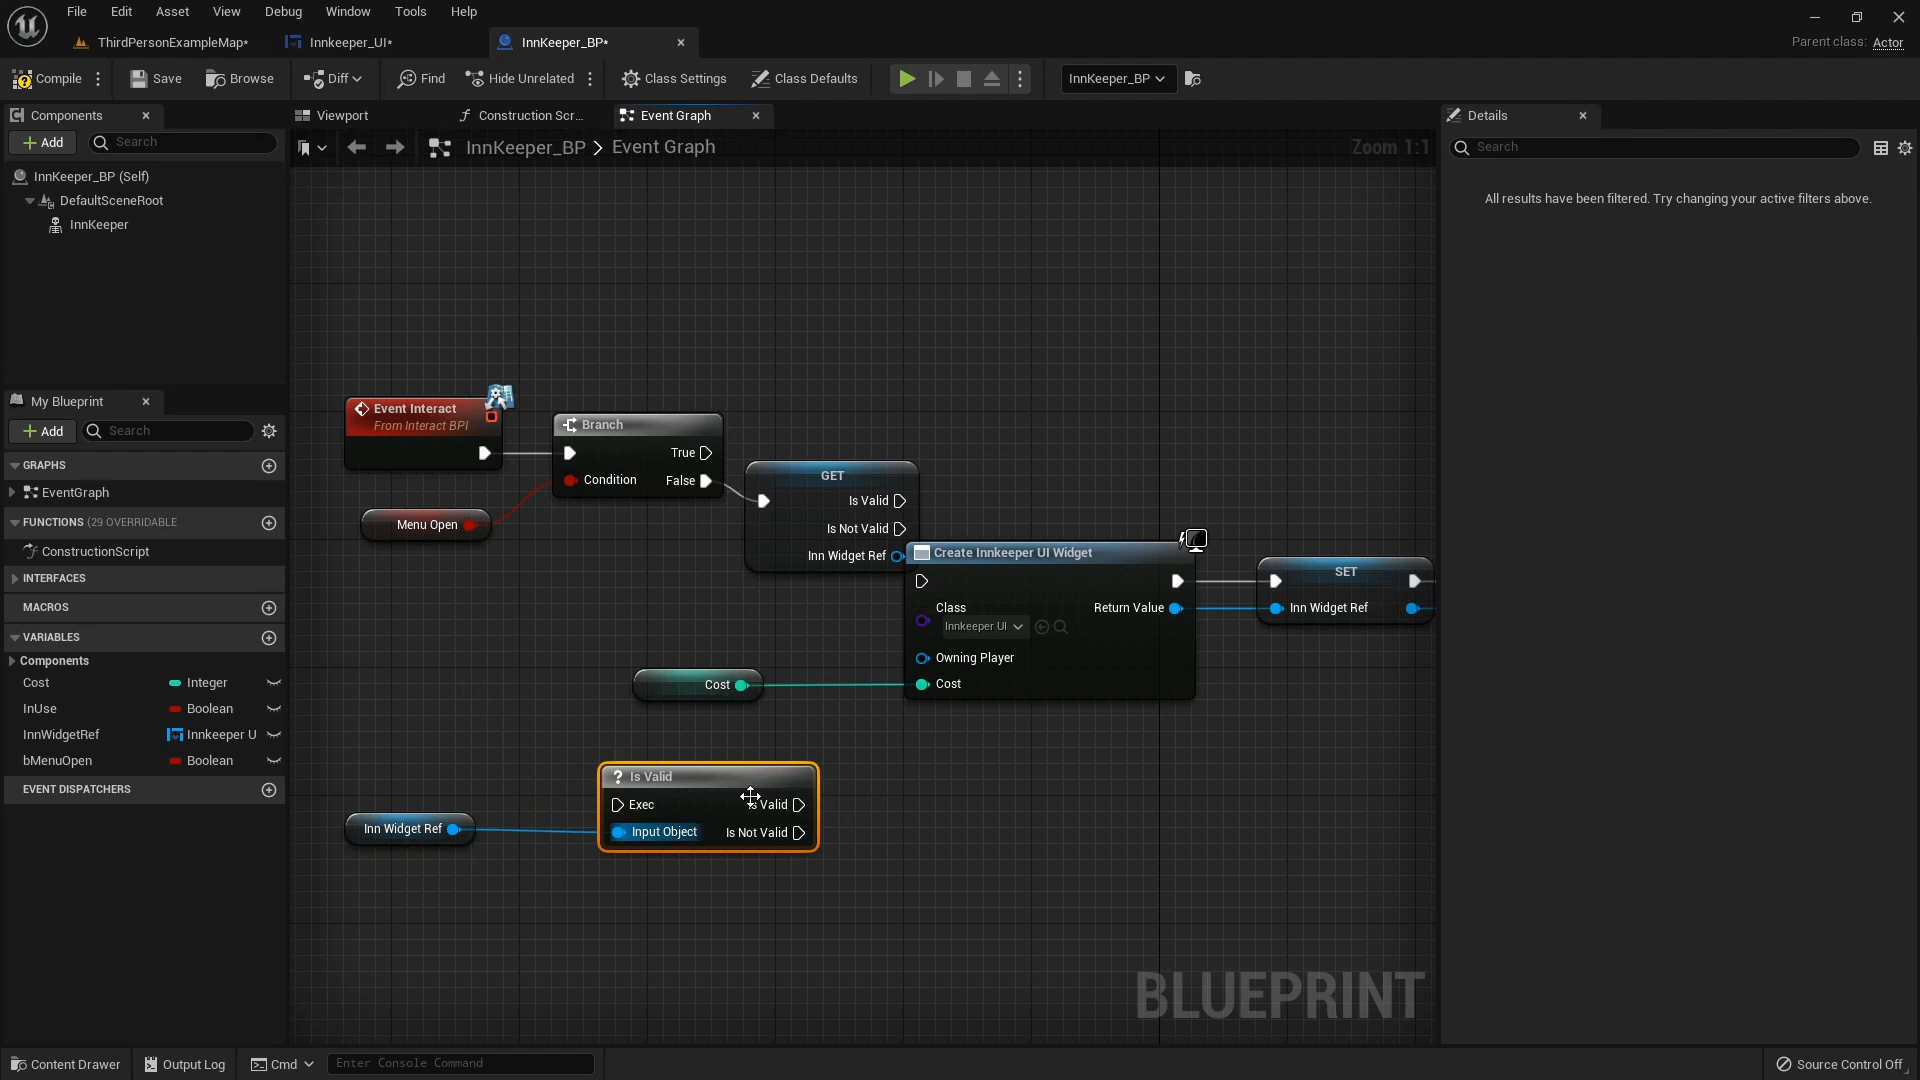 File Edit Asset View Debug Window Tools Help
ThirdPersonExampleMap* Innkeeper_UI* InnKeeper_BP*
Parent class: Actor
Compile Save Browse Diff Find Hide Unrelated Class Settings Class Defaults InnKeeper_BP
Components
Add Search
InnKeeper_BP (Self)
DefaultSceneRoot
InnKeeper
My Blueprint
Add Search
GRAPHS
EventGraph
FUNCTIONS (29 OVERRIDABLE
ConstructionScript
INTERFACES
MACROS
VARIABLES
Components
Cost Integer
InUse Boolean
InnWidgetRef Innkeeper U
bMenuOpen Boolean
EVENT DISPATCHERS
Viewport Construction Scr... Event Graph
InnKeeper_BP > Event Graph
Zoom 1:1
Event Interact
From Interact BPI
Branch
True
Condition False
Menu Open
GET
Is Valid
Is Not Valid
Inn Widget Ref
Create Innkeeper UI Widget
Class Return Value
Innkeeper UI
Owning Player
Cost
SET
Inn Widget Ref
Cost
? Is Valid
Exec Is Valid
Input Object Is Not Valid
Inn Widget Ref
BLUEPRINT
Details
Search
All results have been filtered. Try changing your active filters above.
Content Drawer Output Log Cmd Enter Console Command Source Control Off